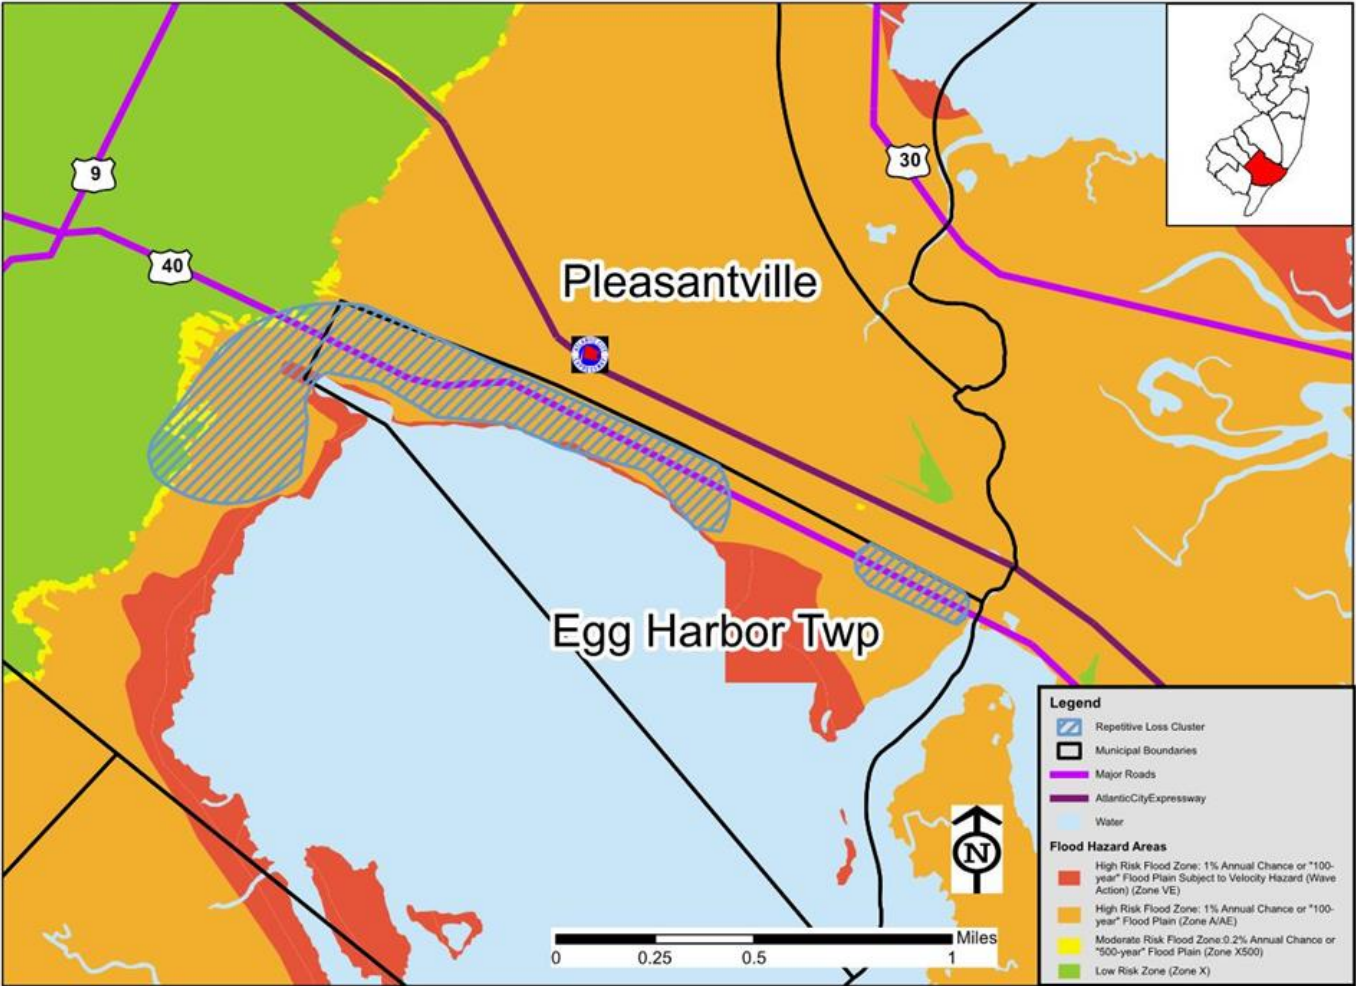 9
30
40
Pleasantville
Egg Harbor Twp
N
Miles
0 0.25 0.5 1
Legend
Repetitive Loss Cluster
Municipal Boundaries
Major Roads
AtlanticCityExpressway
Water
Flood Hazard Areas
High Risk Flood Zone: 1% Annual Chance or "100-
year" Flood Plain Subject to Velocity Hazard (Wave
Action) (Zone VE)
High Risk Flood Zone: 1% Annual Chance or "100-
year" Flood Plain (Zone A/AE)
Moderate Risk Flood Zone:0.2% Annual Chance or
"500-year" Flood Plain (Zone X500)
Low Risk Zone (Zone X)